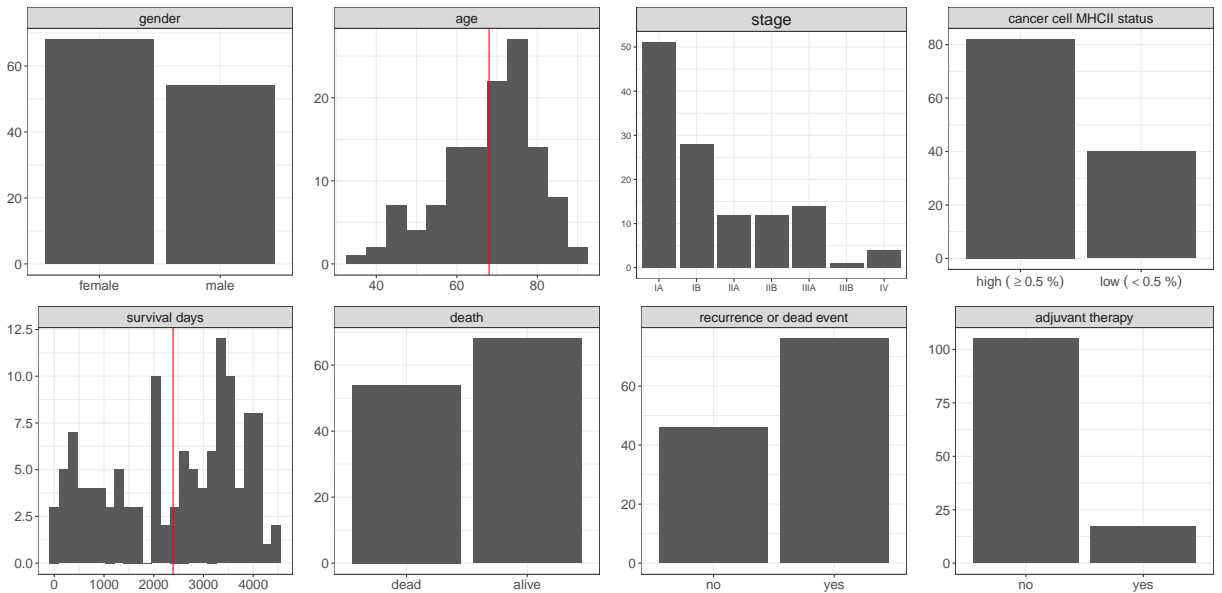 gender
60
40
20
0
female male
age
20
10
0
40 60 80
stage
50
40
30
20
10
0
IA IB IIA IIB IIIA IIIB IV
cancer cell MHCII status
80
60
40
20
0
high ( ≥ 0.5 %) low ( < 0.5 %)
survival days
12.5
10.0
7.5
5.0
2.5
0.0
0 1000 2000 3000 4000
death
60
40
20
0
dead alive
recurrence or dead event
60
40
20
0
no yes
adjuvant therapy
100
75
50
25
0
no yes